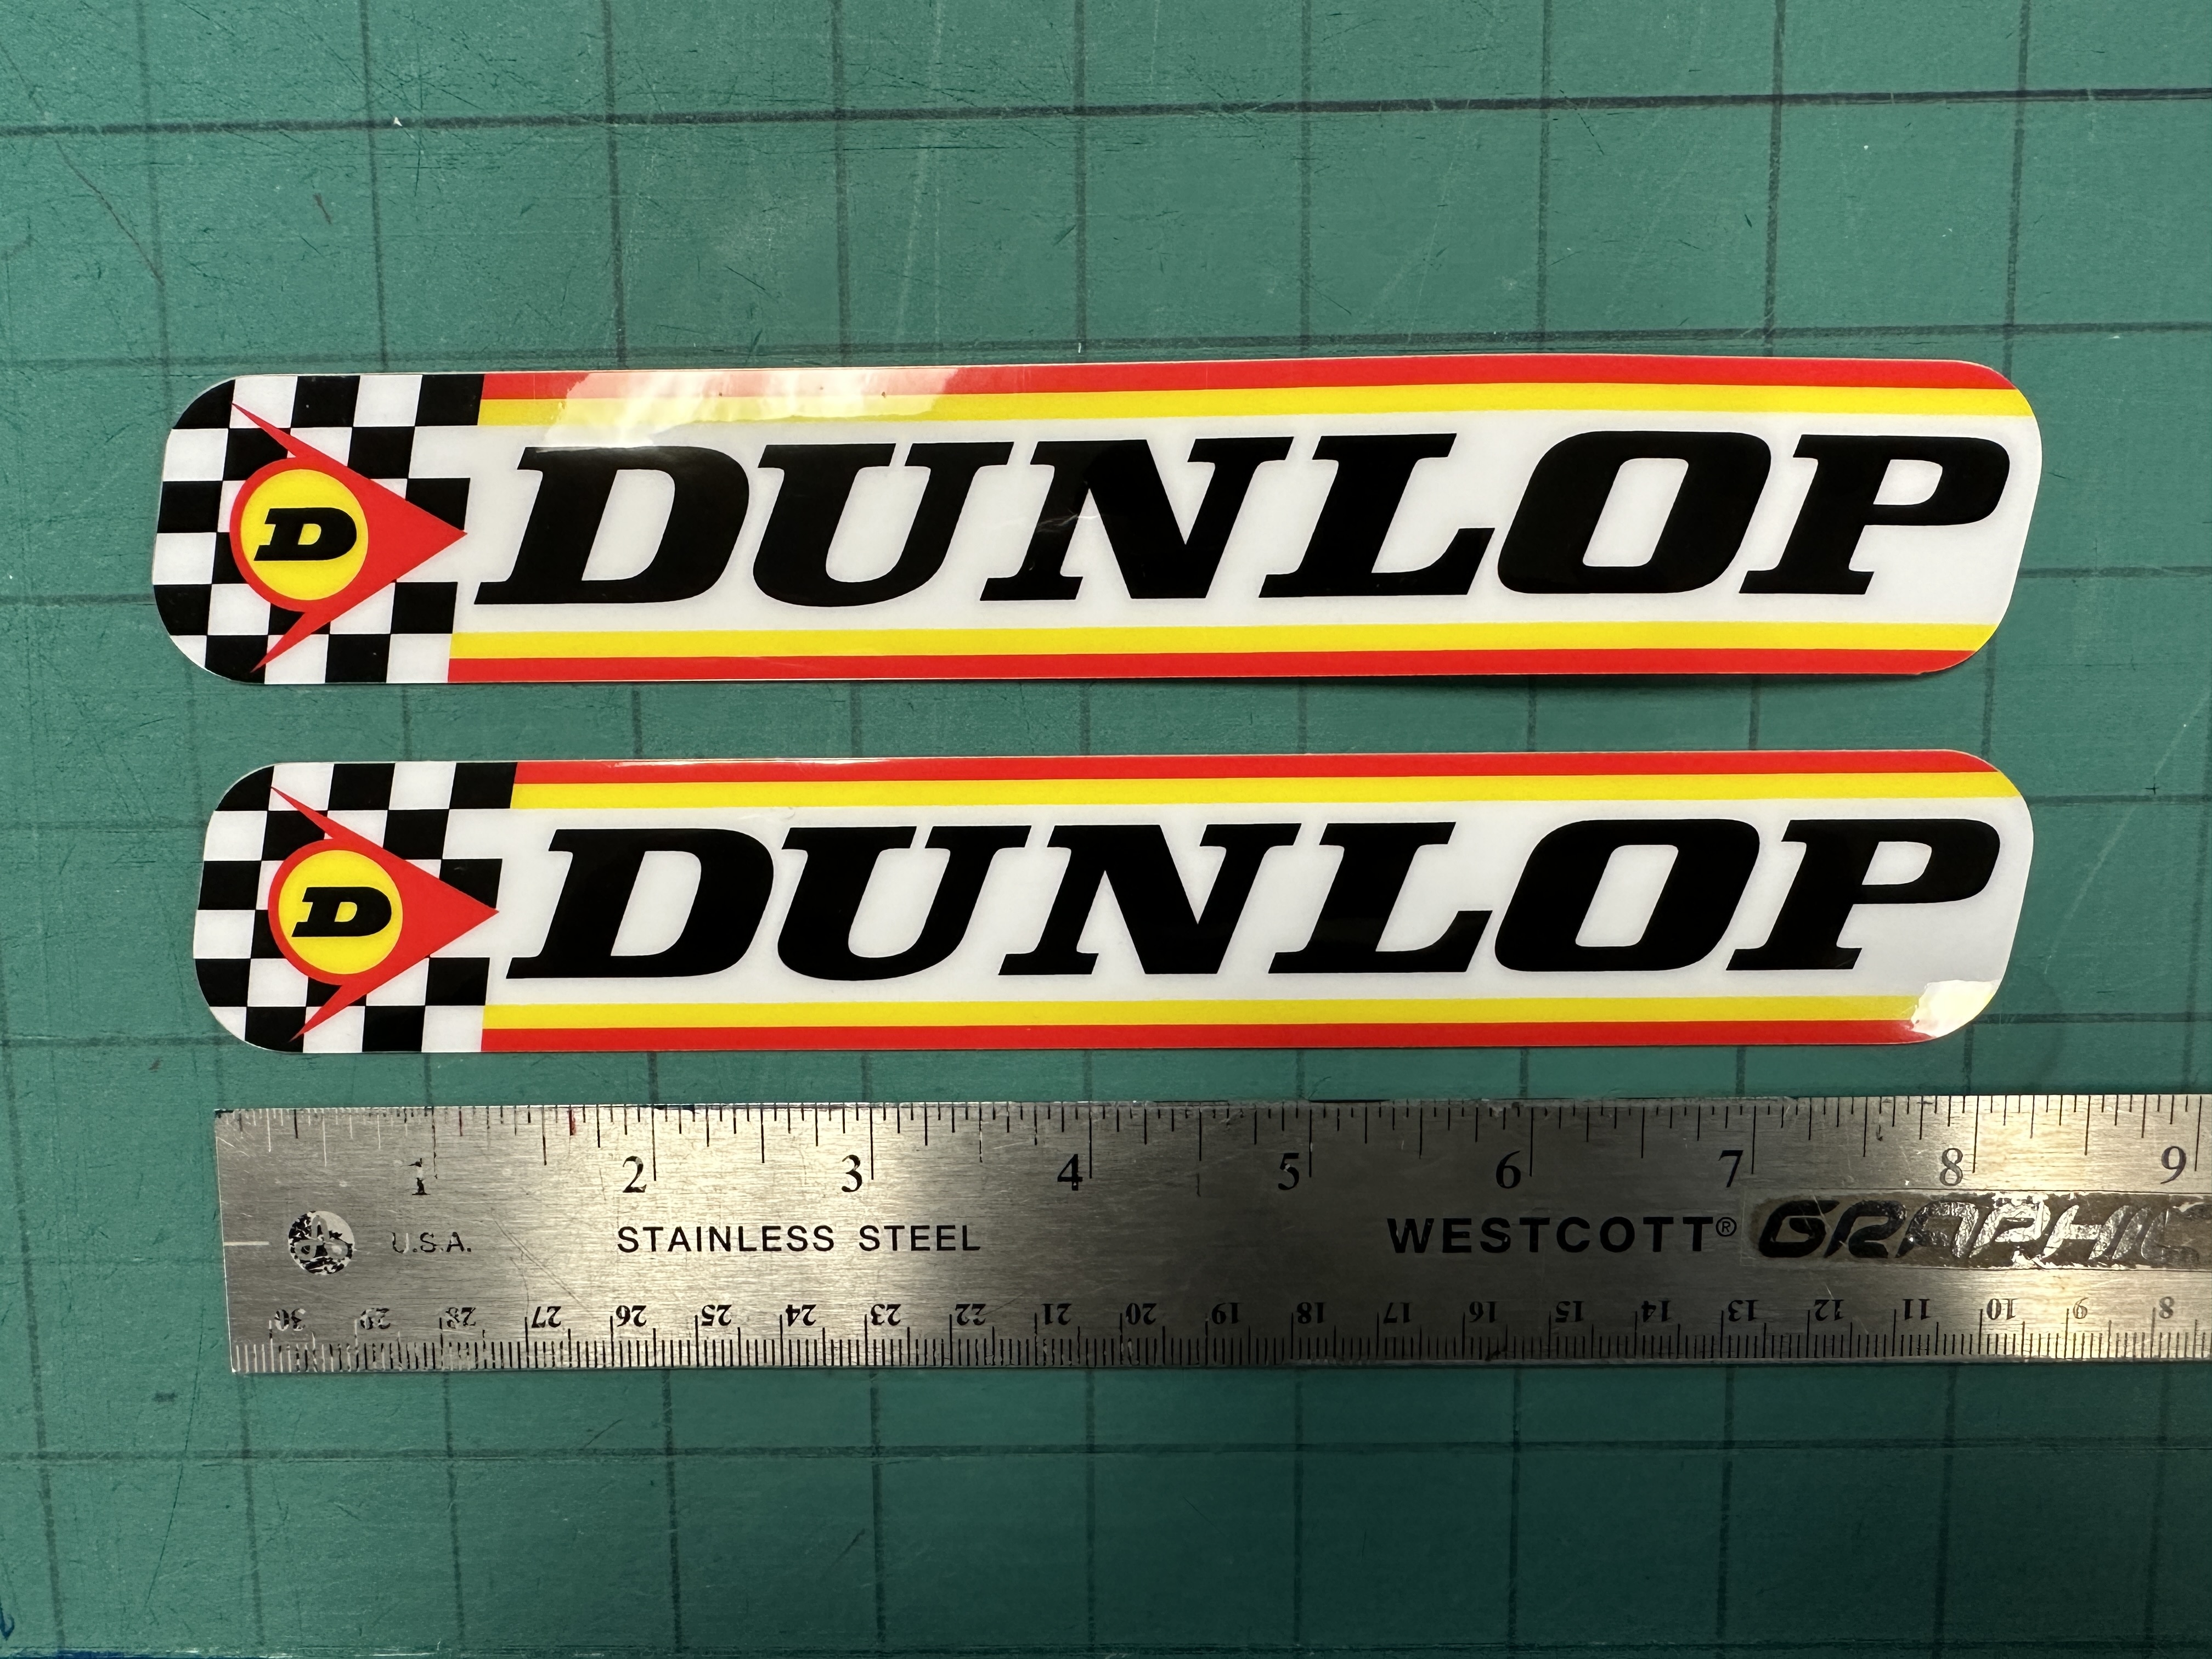 D DUNLOP
D DUNLOP
1 2 3 4 5 6 7 8 9
U.S.A. STAINLESS STEEL WESTCOTT® GRAPHIC
30 29 28 27 26 25 24 23 22 21 20 19 18 17 16 15 14 13 12 11 10 9 8